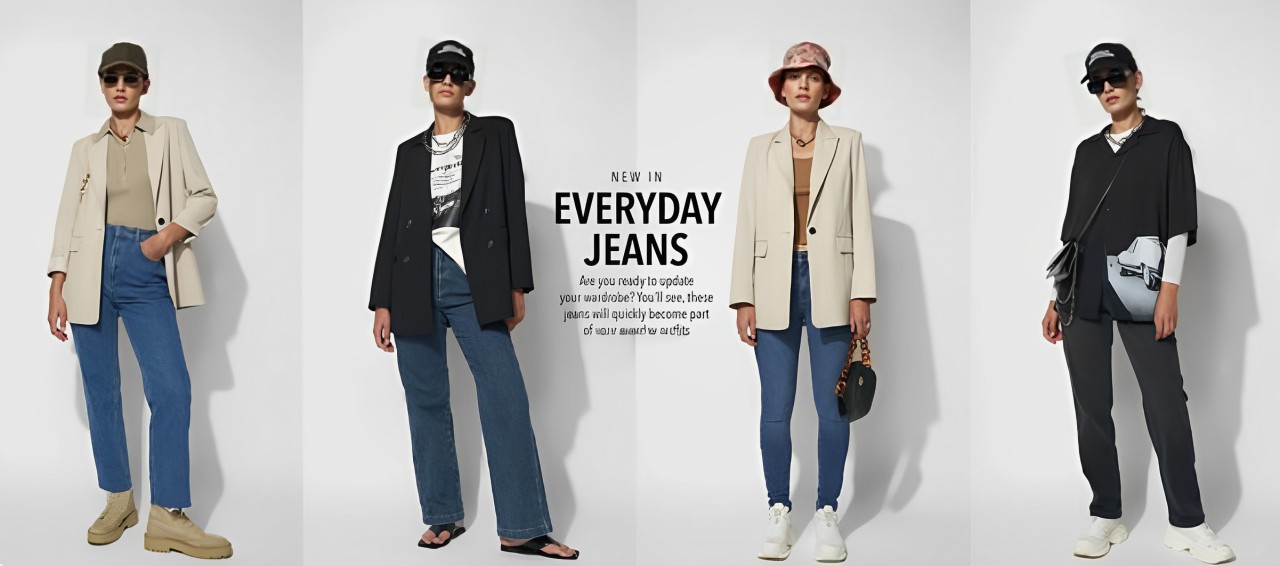 NEW IN
EVERYDAY
JEANS
Are you ready to update
your wardrobe? You'll see, these
jeans will quickly become part
of your